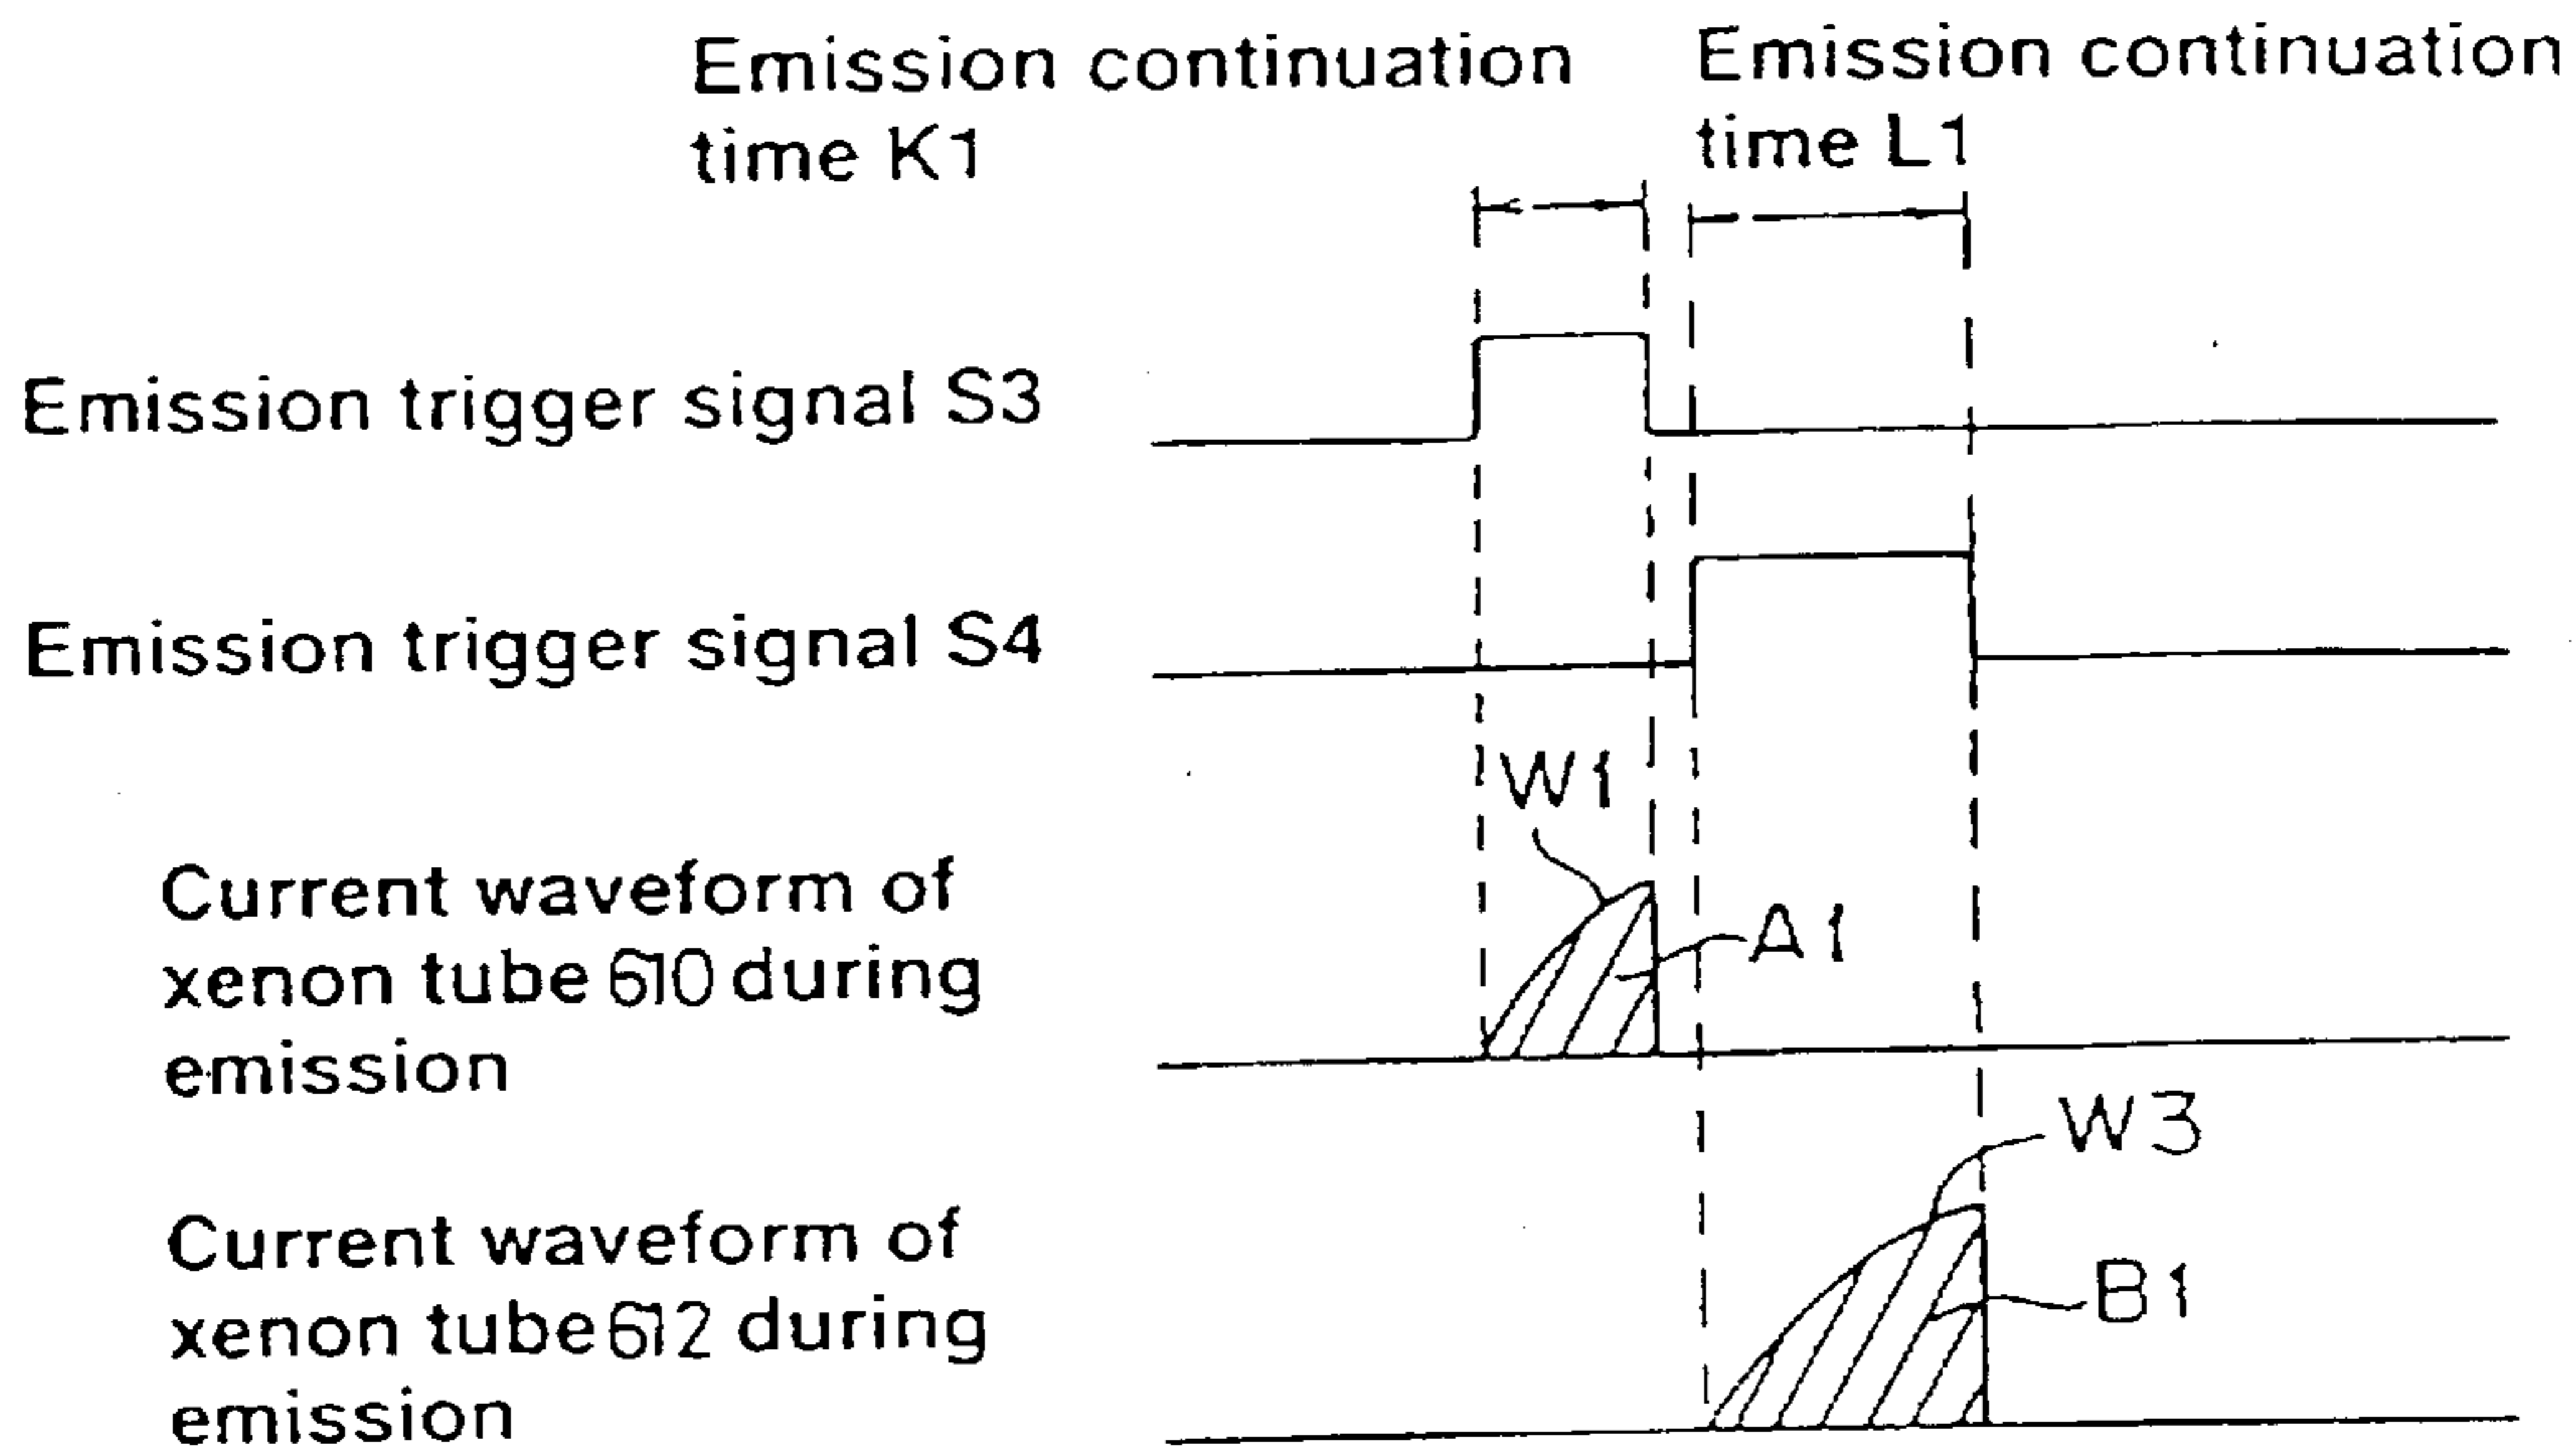 Emission continuation
time K1
Emission continuation
time L1
Emission trigger signal S3
Emission trigger signal S4
W1
Current waveform of
xenon tube 610 during
emission
A1
W3
Current waveform of
xenon tube 612 during
emission
B1